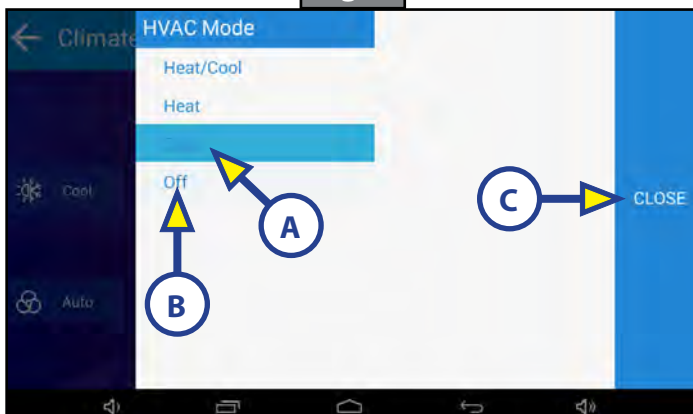 Climate
HVAC Mode
Heat/Cool
Heat
Off
Cool
Auto
A
B
C
CLOSE